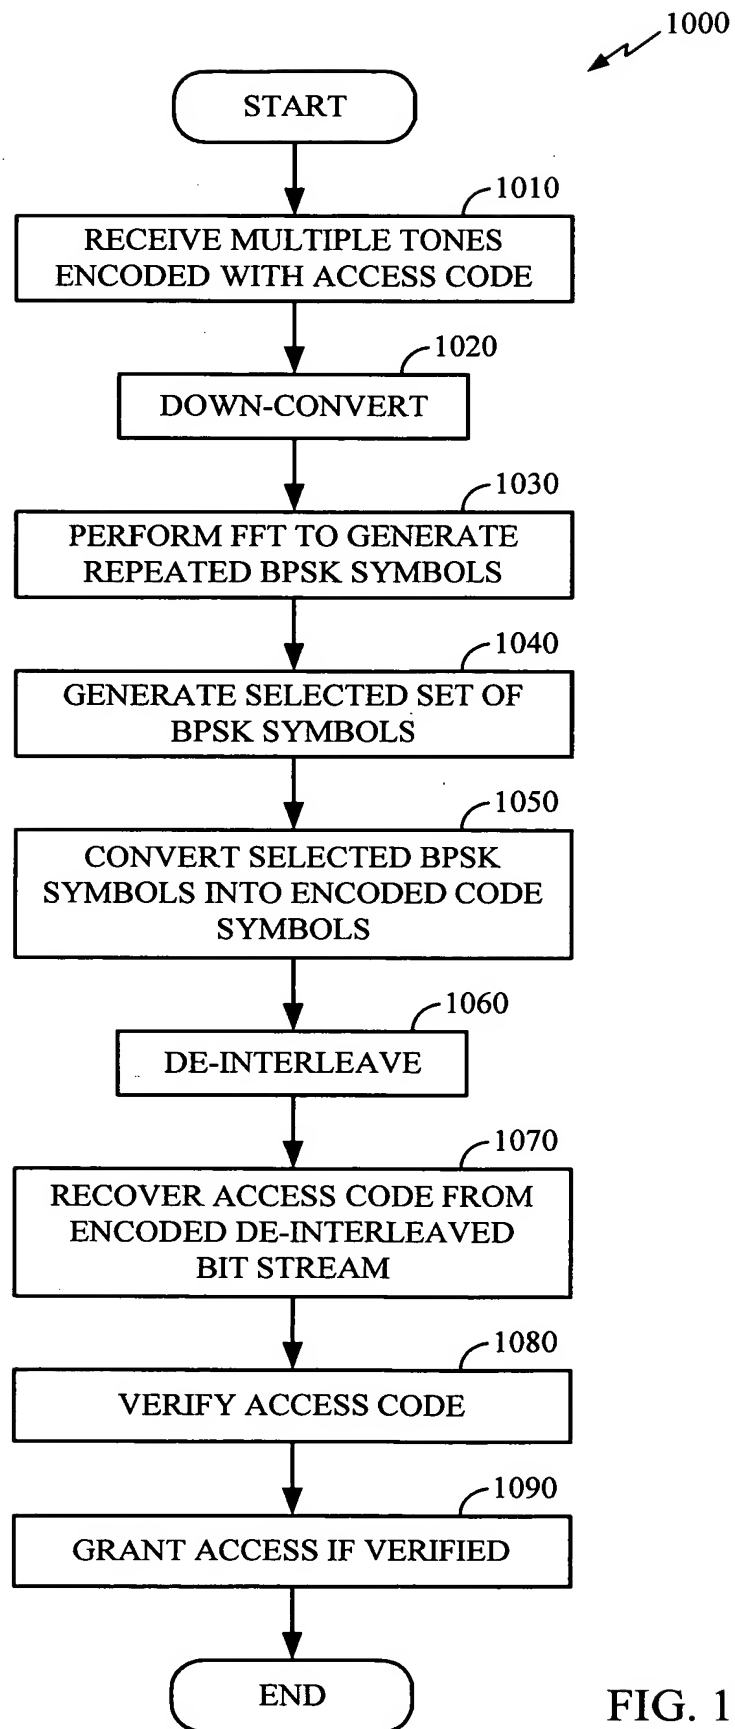 1000
START
1010
RECEIVE MULTIPLE TONES
ENCODED WITH ACCESS CODE
1020
DOWN-CONVERT
1030
PERFORM FFT TO GENERATE
REPEATED BPSK SYMBOLS
1040
GENERATE SELECTED SET OF
BPSK SYMBOLS
1050
CONVERT SELECTED BPSK
SYMBOLS INTO ENCODED CODE
SYMBOLS
1060
DE-INTERLEAVE
1070
RECOVER ACCESS CODE FROM
ENCODED DE-INTERLEAVED
BIT STREAM
1080
VERIFY ACCESS CODE
1090
GRANT ACCESS IF VERIFIED
END
FIG. 1